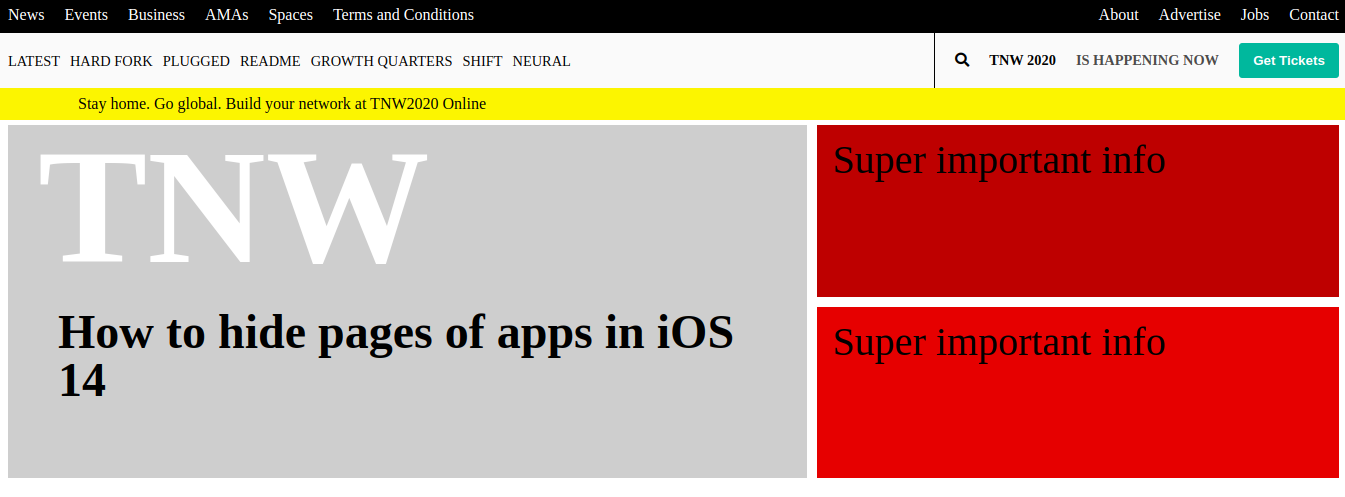 News Events Business AMAs Spaces Terms and Conditions About Advertise Jobs Contact
LATEST HARD FORK PLUGGED README GROWTH QUARTERS SHIFT NEURAL TNW 2020 IS HAPPENING NOW Get Tickets
Stay home. Go global. Build your network at TNW2020 Online
TNW
How to hide pages of apps in iOS
14
Super important info
Super important info